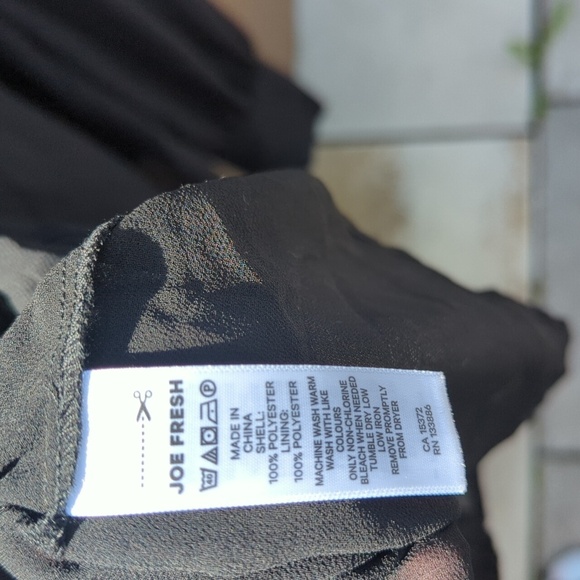 JOE FRESH
40 P
MADE IN
CHINA
SHELL:
100% POLYESTER
LINING:
100% POLYESTER
MACHINE WASH WARM
WASH WITH LIKE
COLOURS
ONLY NON-CHLORINE
BLEACH WHEN NEEDED
TUMBLE DRY LOW
LOW IRON
REMOVE PROMPTLY
FROM DRYER
CA 15372
RN 133886